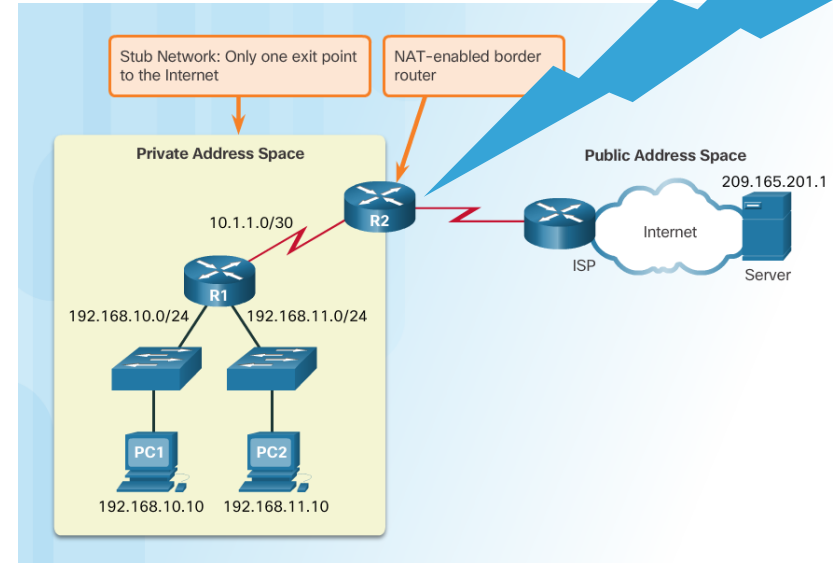 Stub Network: Only one exit point
to the Internet
NAT-enabled border
router
Private Address Space
Public Address Space
209.165.201.1
10.1.1.0/30
R2
Internet
ISP
Server
R1
192.168.10.0/24
192.168.11.0/24
PC1
PC2
192.168.10.10
192.168.11.10